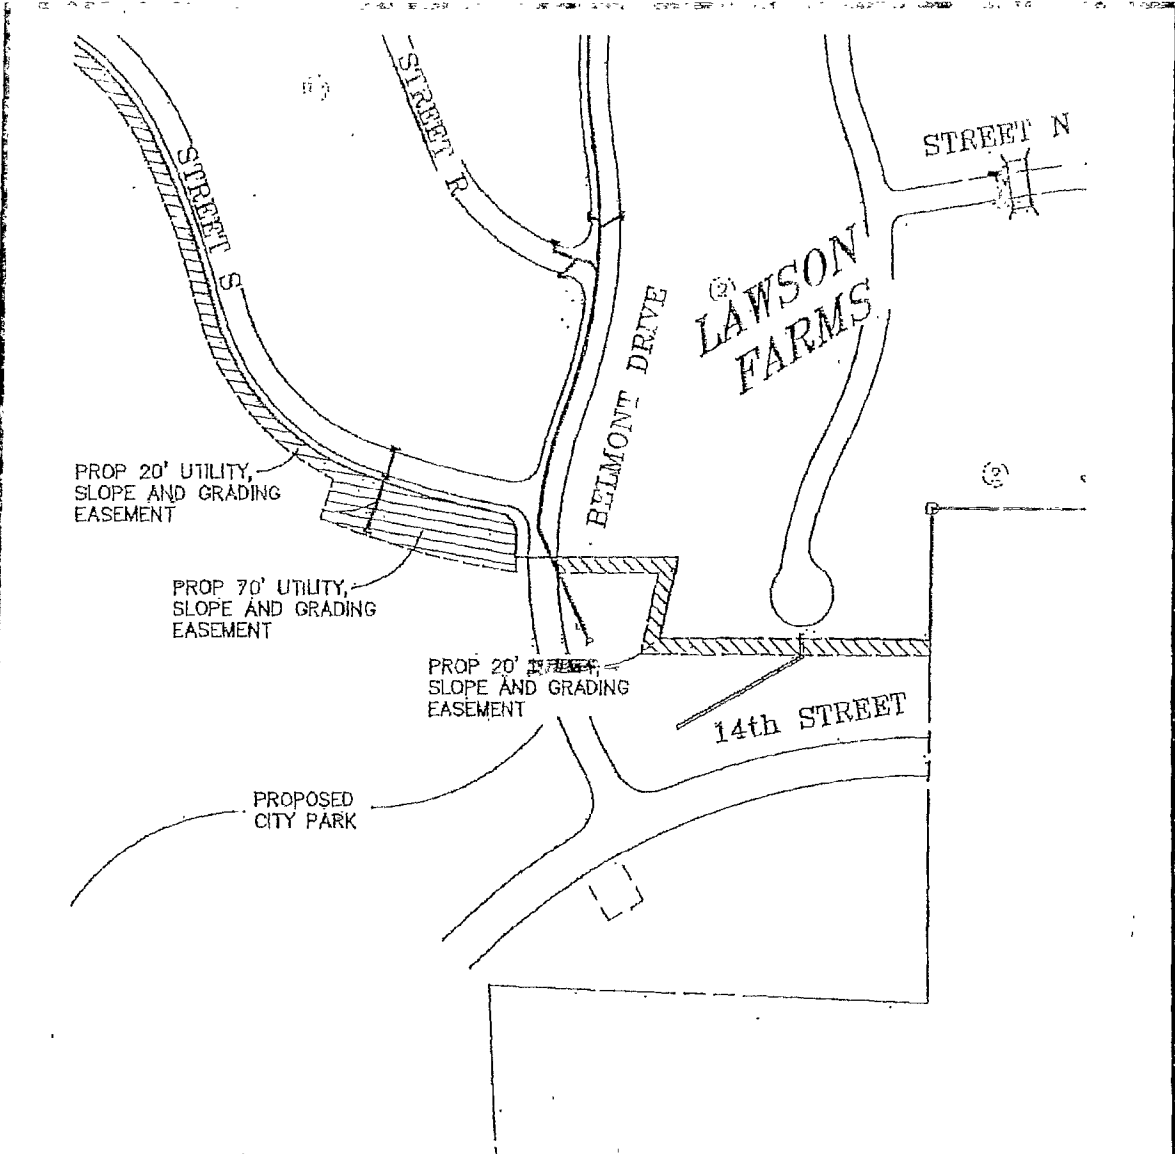 STREET R
STREET N
STREET S
(2)
LAWSON
FARMS
BELMONT DRIVE
PROP 20' UTILITY,
SLOPE AND GRADING
EASEMENT
PROP 70' UTILITY,
SLOPE AND GRADING
EASEMENT
PROP 20'
SLOPE AND GRADING
EASEMENT
14th STREET
PROPOSED
CITY PARK